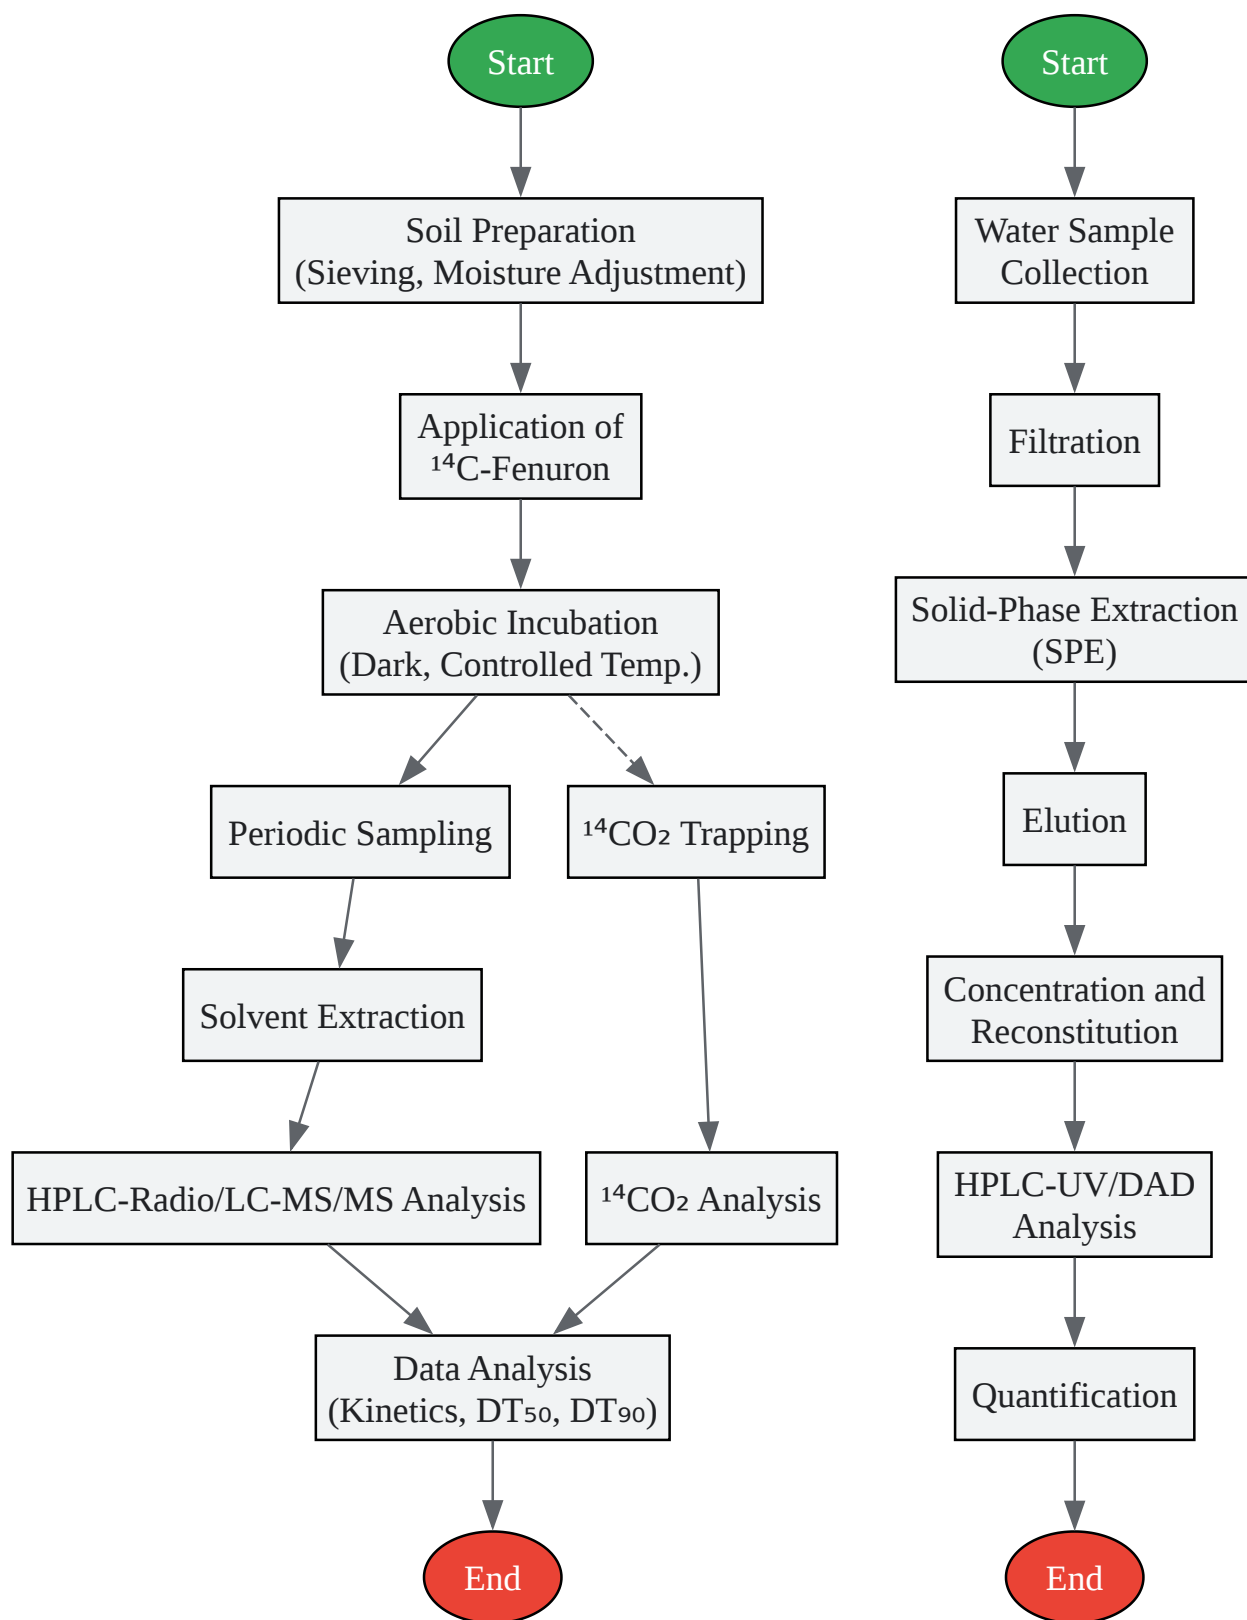 Start
Soil Preparation
(Sieving, Moisture Adjustment)
Application of
¹⁴C-Fenuron
Aerobic Incubation
(Dark, Controlled Temp.)
Periodic Sampling
¹⁴CO₂ Trapping
Solvent Extraction
HPLC-Radio/LC-MS/MS Analysis
¹⁴CO₂ Analysis
Data Analysis
(Kinetics, DT₅₀, DT₉₀)
End
Start
Water Sample
Collection
Filtration
Solid-Phase Extraction
(SPE)
Elution
Concentration and
Reconstitution
HPLC-UV/DAD
Analysis
Quantification
End